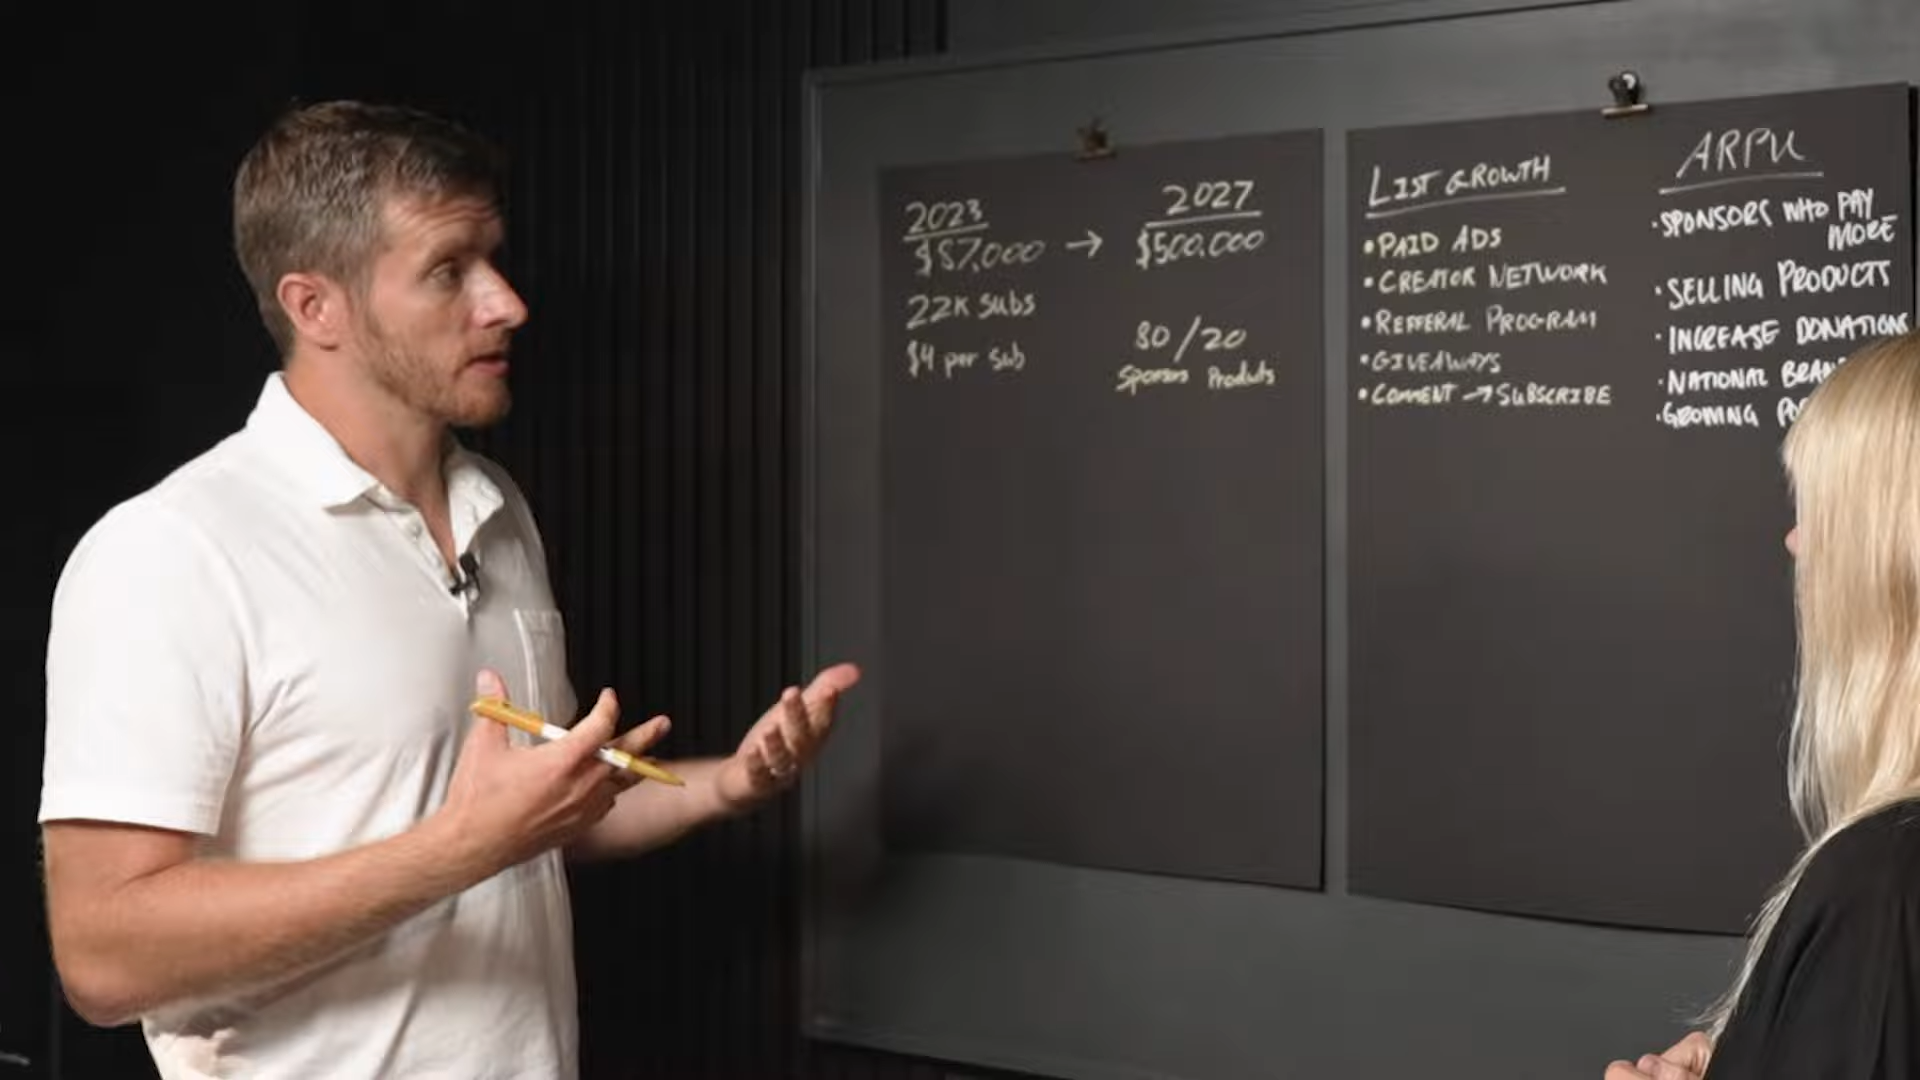 2023
$87,000 →
22K subs
$4 per sub
2027
$500,000
80/20
Sponsors Products
LIST GROWTH
•PAID ADS
•CREATOR NETWORK
•REFFERAL PROGRAM
•GIVEAWAYS
•COMMENT → SUBSCRIBE
ARPU
•SPONSORS WHO PAY
MORE
•SELLING PRODUCTS
•INCREASE DONATIONS
•NATIONAL
•GROWING